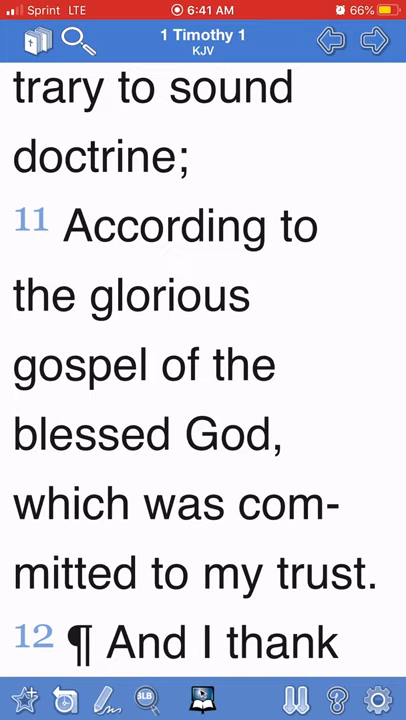 Sprint LTE 6:41 AM 66%
1 Timothy 1
KJV
trary to sound
doctrine;
11 According to
the glorious
gospel of the
blessed God,
which was com-
mitted to my trust.
12 ¶ And I thank
BLB